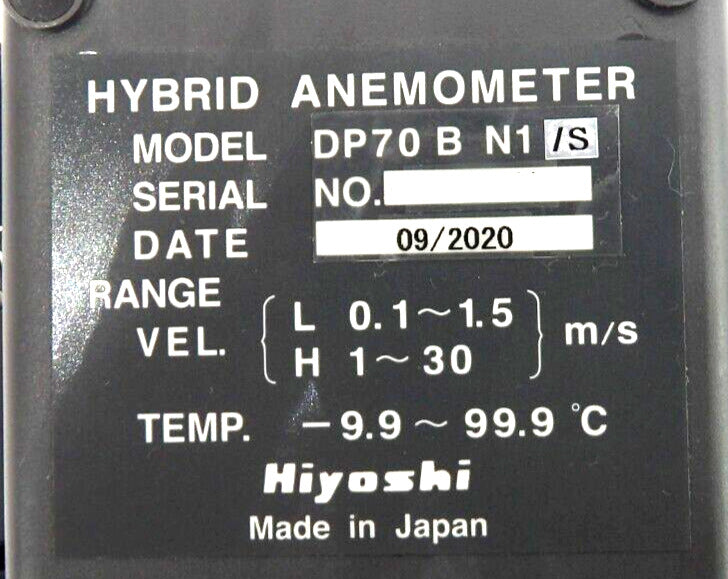 HYBRID ANEMOMETER
MODEL DP70 B N1 /S
SERIAL NO.
DATE 09/2020
RANGE
VEL. L 0.1~1.5 m/s
H 1~30
TEMP. -9.9~99.9 °C
Hiyoshi
Made in Japan